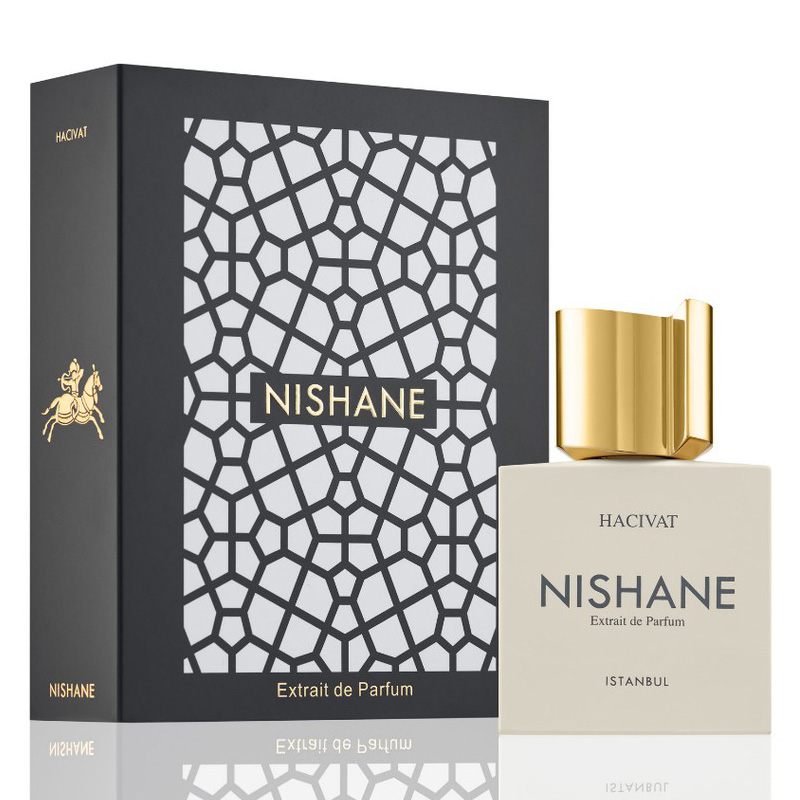 HACIVAT
NISHANE
NISHANE
Extrait de Parfum
HACIVAT
NISHANE
Extrait de Parfum
ISTANBUL